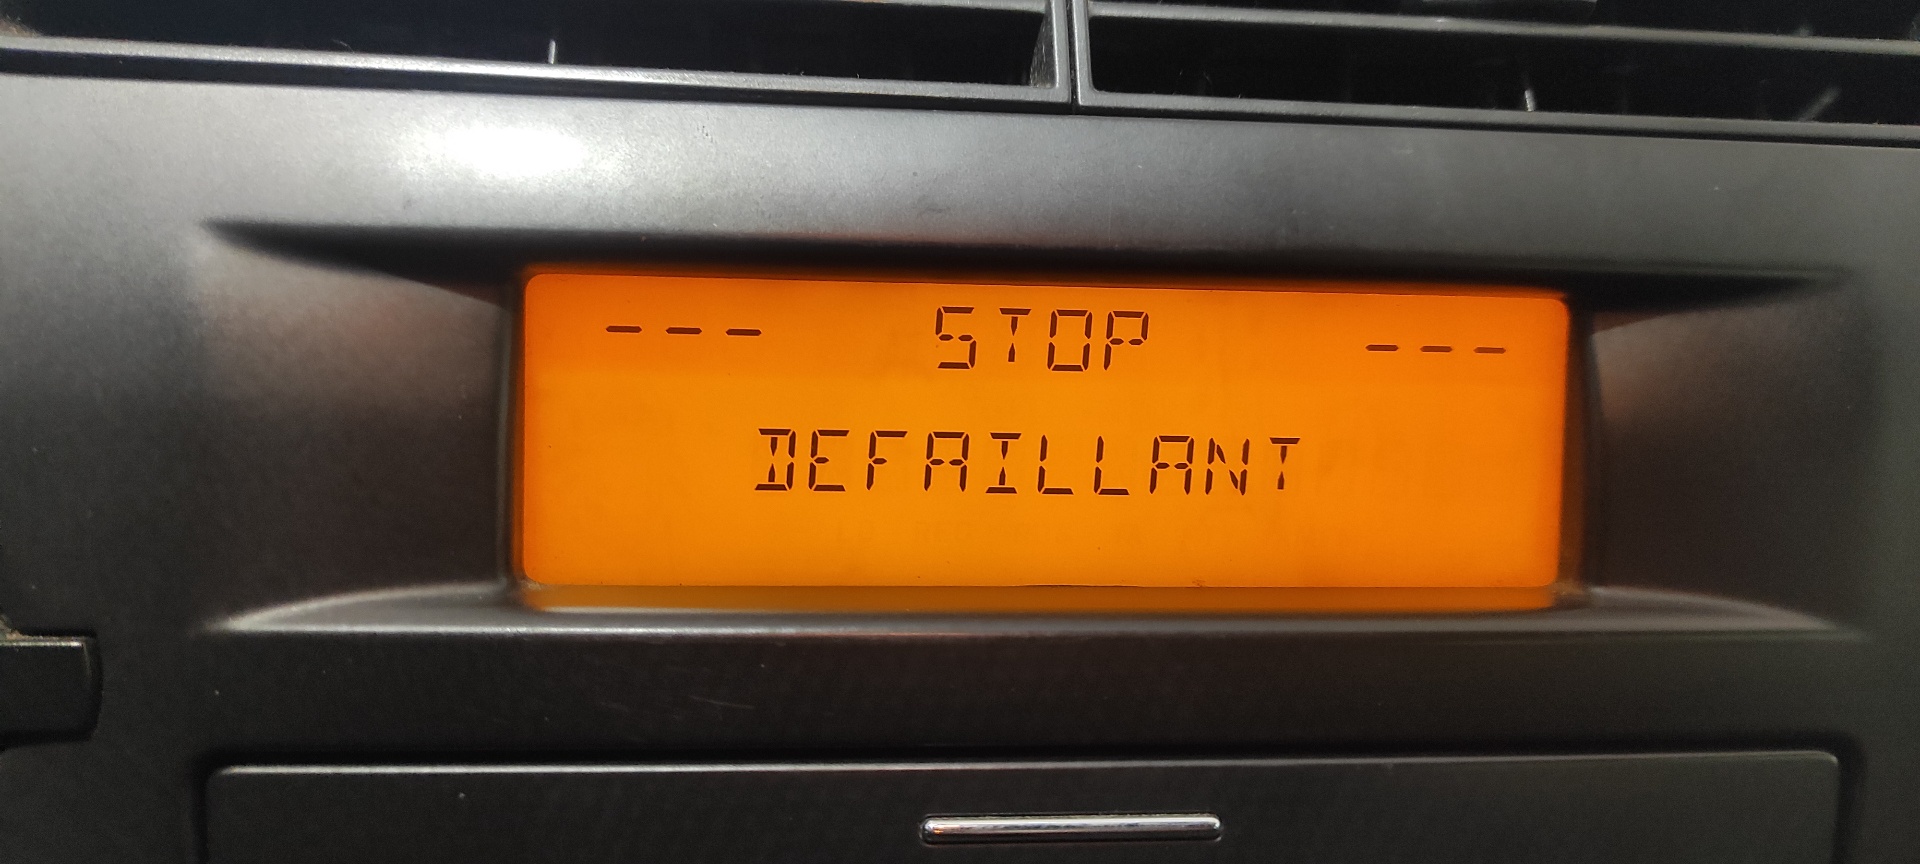 --- STOP ---
DEFAILLANT